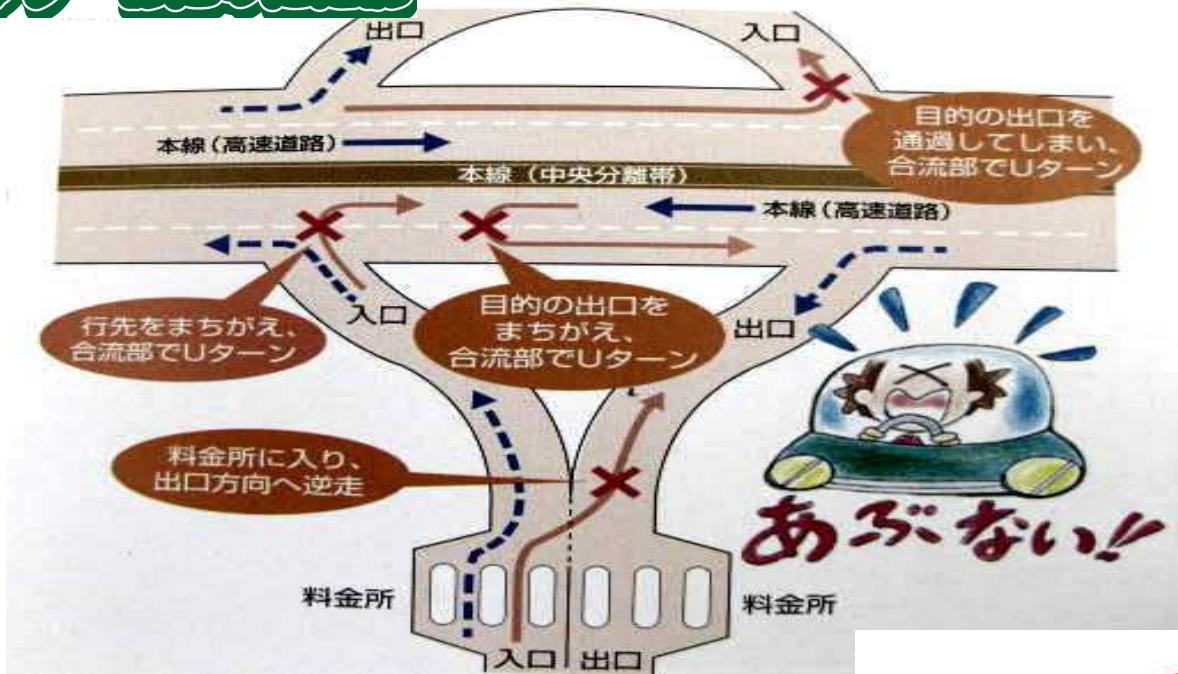 出口
入口
本線(高速道路)
目的の出口を
通過してしまい、
合流部でUターン
本線(中央分離帯)
本線(高速道路)
入口
行先をまちがえ、
合流部でUターン
目的の出口を
まちがえ、
合流部でUターン
出口
料金所に入り、
出口方向へ逆走
あぶない!!
料金所
料金所
入口
出口